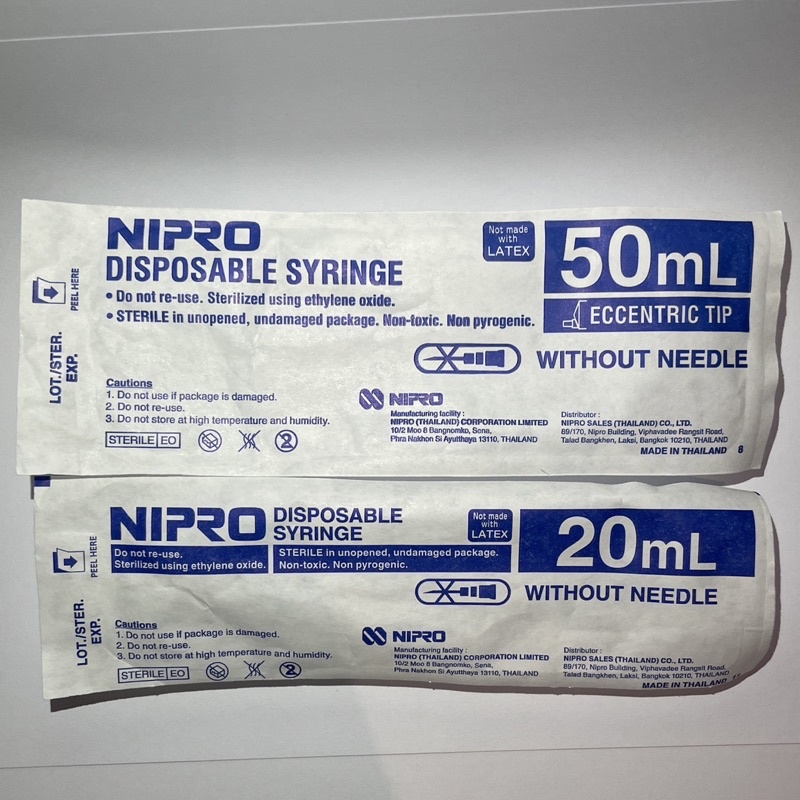 NIPRO
DISPOSABLE SYRINGE
• Do not re-use. Sterilized using ethylene oxide.
• STERILE in unopened, undamaged package. Non-toxic. Non pyrogenic.
Not made
with
LATEX
50mL
ECCENTRIC TIP
WITHOUT NEEDLE
PEEL HERE
LOT./STER.
EXP.
Cautions
1. Do not use if package is damaged.
2. Do not re-use.
3. Do not store at high temperature and humidity.
STERILE EO
2
NIPRO
Manufacturing facility :
NIPRO (THAILAND) CORPORATION LIMITED
10/2 Moo 8 Bangnomko, Sena,
Phra Nakhon Si Ayutthaya 13110, THAILAND
Distributor :
NIPRO SALES (THAILAND) CO., LTD.
89/170, Nipro Building, Viphavadee Rangsit Road,
Talad Bangkhen, Laksi, Bangkok 10210, THAILAND
MADE IN THAILAND 8
NIPRO
DISPOSABLE
SYRINGE
Do not re-use.
Sterilized using ethylene oxide.
STERILE in unopened, undamaged package.
Non-toxic. Non pyrogenic.
Not made
with
LATEX
20mL
WITHOUT NEEDLE
PEEL HERE
LOT./STER.
EXP.
Cautions
1. Do not use if package is damaged.
2. Do not re-use.
3. Do not store at high temperature and humidity.
STERILE EO
2
NIPRO
Manufacturing facility :
NIPRO (THAILAND) CORPORATION LIMITED
10/2 Moo 8 Bangnomko, Sena,
Phra Nakhon Si Ayutthaya 13110, THAILAND
Distributor :
NIPRO SALES (THAILAND) CO., LTD.
89/170, Nipro Building, Viphavadee Rangsit Road,
Talad Bangkhen, Laksi, Bangkok 10210, THAILAND
MADE IN THAILAND